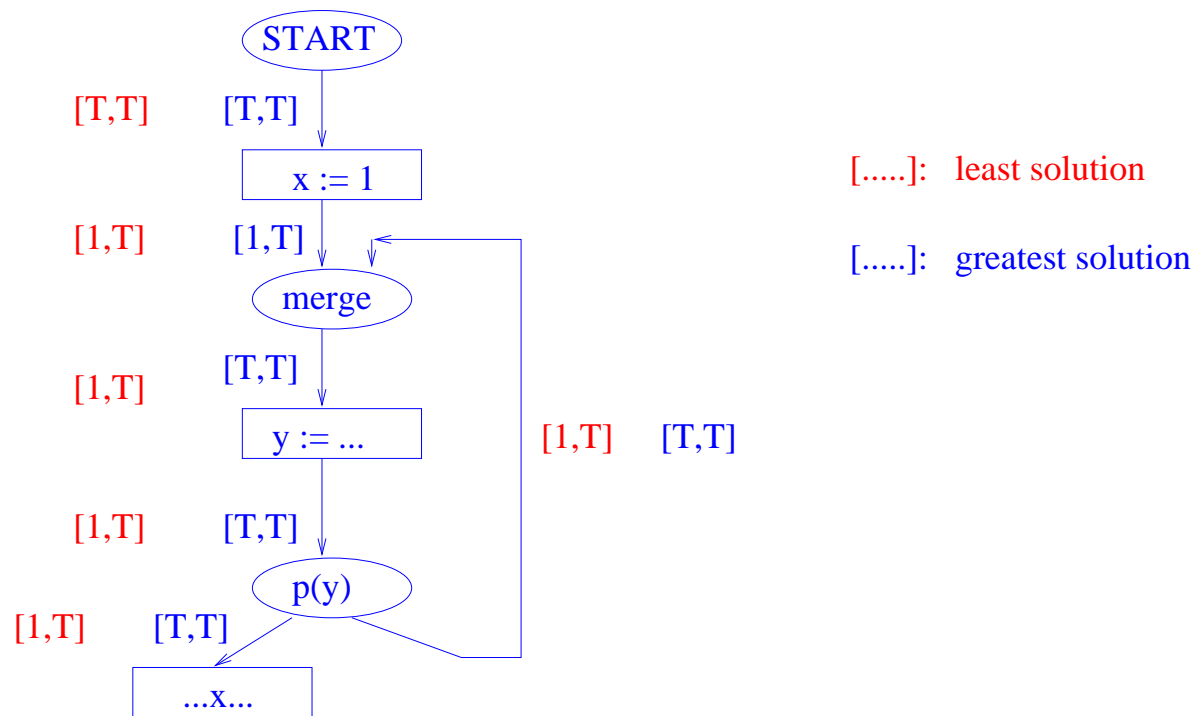 START
[T,T] [T,T]
x := 1
[.....]: least solution
[1,T] [1,T]
[.....]: greatest solution
merge
[1,T] [T,T]
y := ...
[1,T] [T,T]
[1,T] [T,T]
p(y)
[1,T] [T,T]
...x...